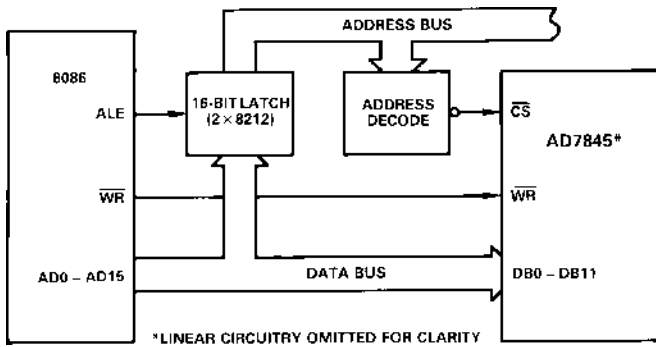 ADDRESS BUS
8086
ALE
16-BIT LATCH
(2 × 8212)
ADDRESS
DECODE
CS
AD7845*
WR
WR
AD0 – AD15
DATA BUS
DB0 – DB11
*LINEAR CIRCUITRY OMITTED FOR CLARITY